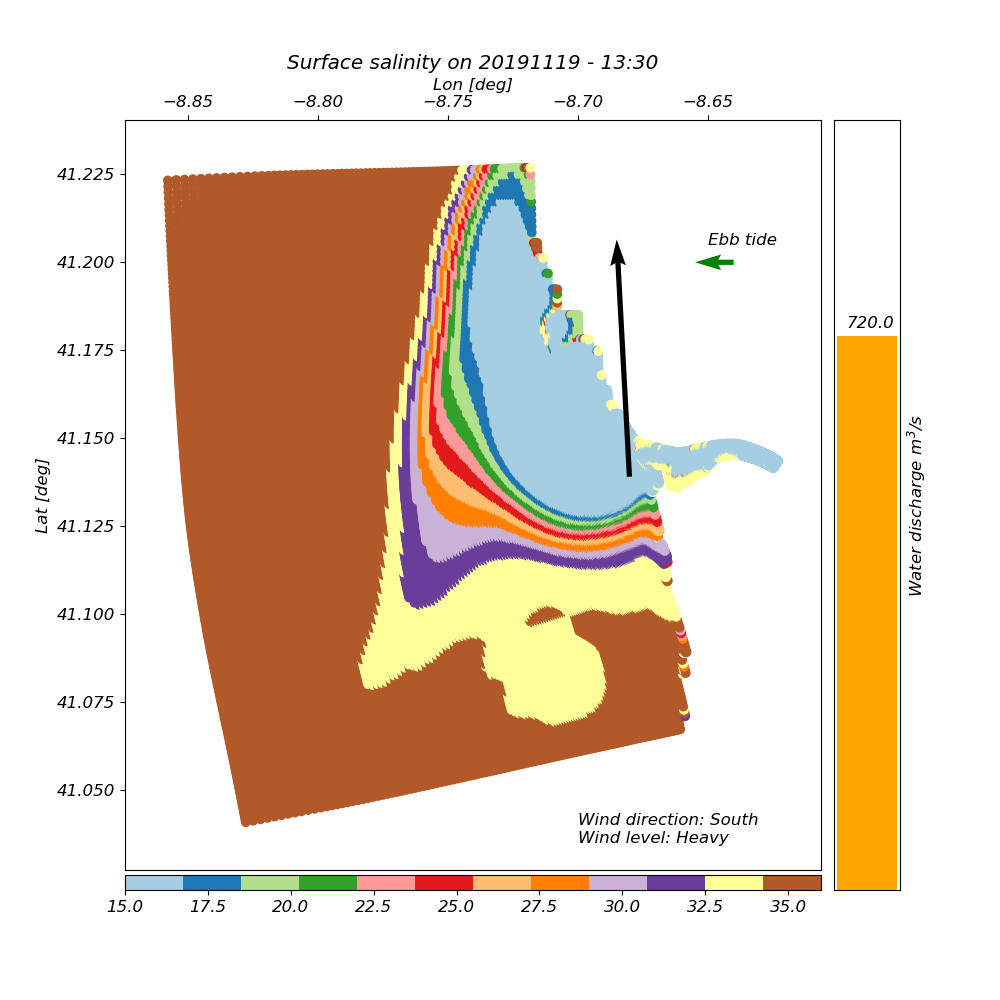 Surface salinity on 20191119 - 13:30
Lon [deg]
−8.85 −8.80 −8.75 −8.70 −8.65
41.225
41.200
41.175
41.150
41.125
41.100
41.075
41.050
Lat [deg]
Ebb tide
720.0
Water discharge m³/s
Wind direction: South
Wind level: Heavy
15.0 17.5 20.0 22.5 25.0 27.5 30.0 32.5 35.0